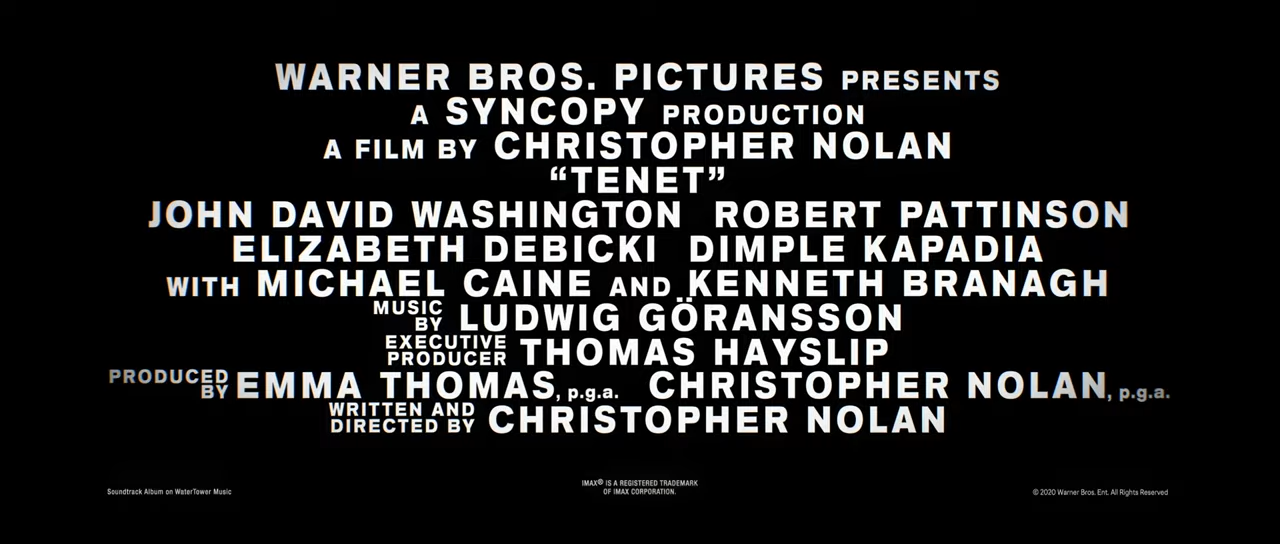 WARNER BROS. PICTURES PRESENTS
A SYNCOPY PRODUCTION
A FILM BY CHRISTOPHER NOLAN
“TENET”
JOHN DAVID WASHINGTON ROBERT PATTINSON
ELIZABETH DEBICKI DIMPLE KAPADIA
WITH MICHAEL CAINE AND KENNETH BRANAGH
MUSIC BY LUDWIG GÖRANSSON
EXECUTIVE PRODUCER THOMAS HAYSLIP
PRODUCED BY EMMA THOMAS, p.g.a. CHRISTOPHER NOLAN, p.g.a.
WRITTEN AND DIRECTED BY CHRISTOPHER NOLAN
Soundtrack Album on WaterTower Music
IMAX® IS A REGISTERED TRADEMARK
OF IMAX CORPORATION.
© 2020 Warner Bros. Ent. All Rights Reserved